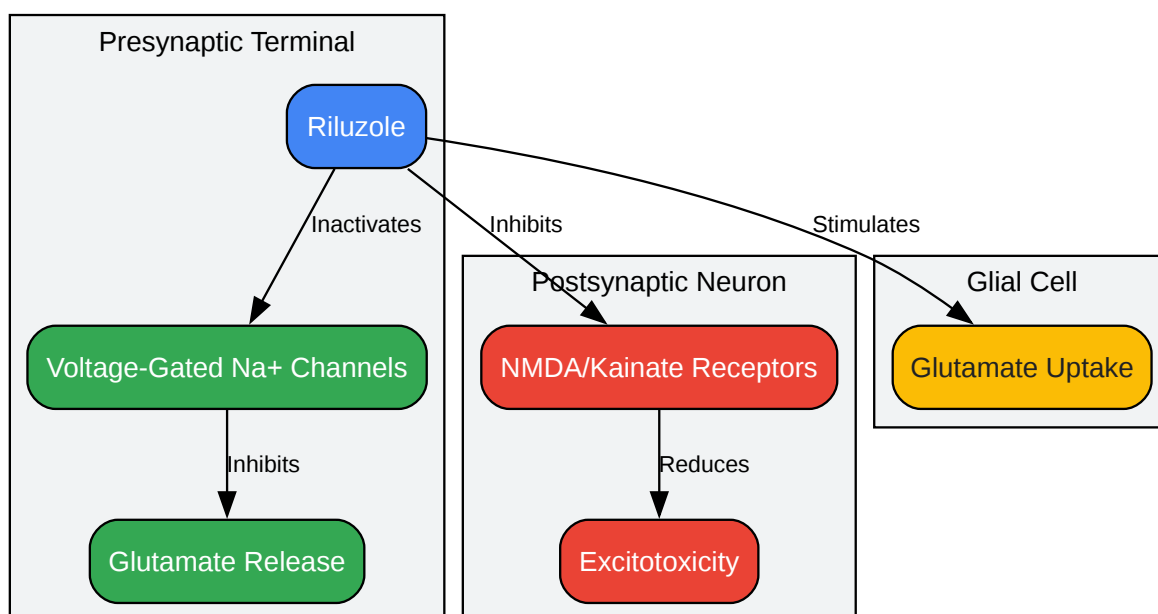 Presynaptic Terminal
Riluzole
Inactivates
Inhibits
Stimulates
Postsynaptic Neuron
Glial Cell
Voltage-Gated Na+ Channels
NMDA/Kainate Receptors
Glutamate Uptake
Inhibits
Reduces
Glutamate Release
Excitotoxicity